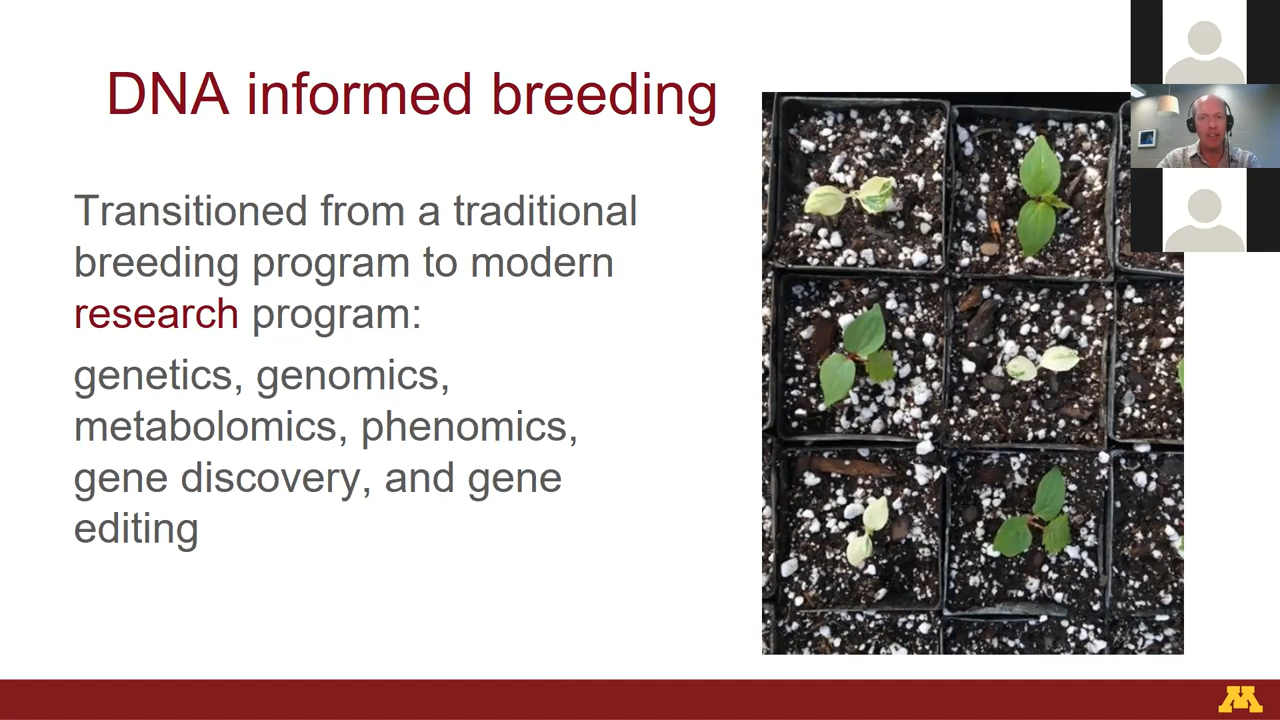 DNA informed breeding
Transitioned from a traditional
breeding program to modern
research program:
genetics, genomics,
metabolomics, phenomics,
gene discovery, and gene
editing
M